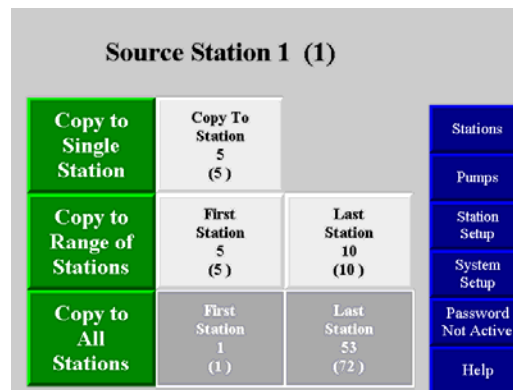 Source Station 1 (1)
Copy to
Single
Station
Copy To
Station
5
(5 )
Copy to
Range of
Stations
First
Station
5
(5 )
Last
Station
10
(10 )
Copy to
All
Stations
First
Station
1
(1 )
Last
Station
53
(72 )
Stations
Pumps
Station
Setup
System
Setup
Password
Not Active
Help